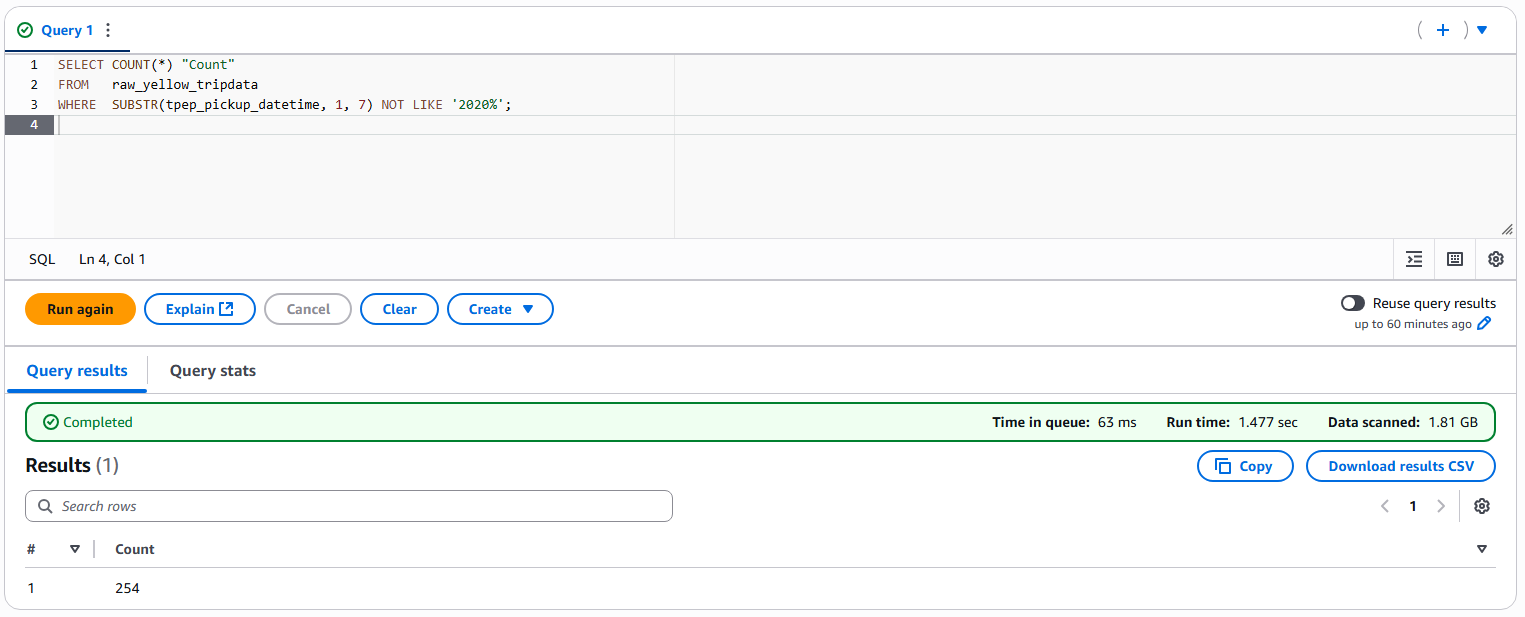 Query 1
( + )
1 SELECT COUNT(*) "Count"
2 FROM   raw_yellow_tripdata
3 WHERE  SUBSTR(tpep_pickup_datetime, 1, 7) NOT LIKE '2020%';
4
SQL Ln 4, Col 1
Run again Explain Cancel Clear Create Reuse query results
up to 60 minutes ago
Query results Query stats
Completed Time in queue: 63 ms Run time: 1.477 sec Data scanned: 1.81 GB
Results (1) Copy Download results CSV
Search rows 1
# Count
1 254